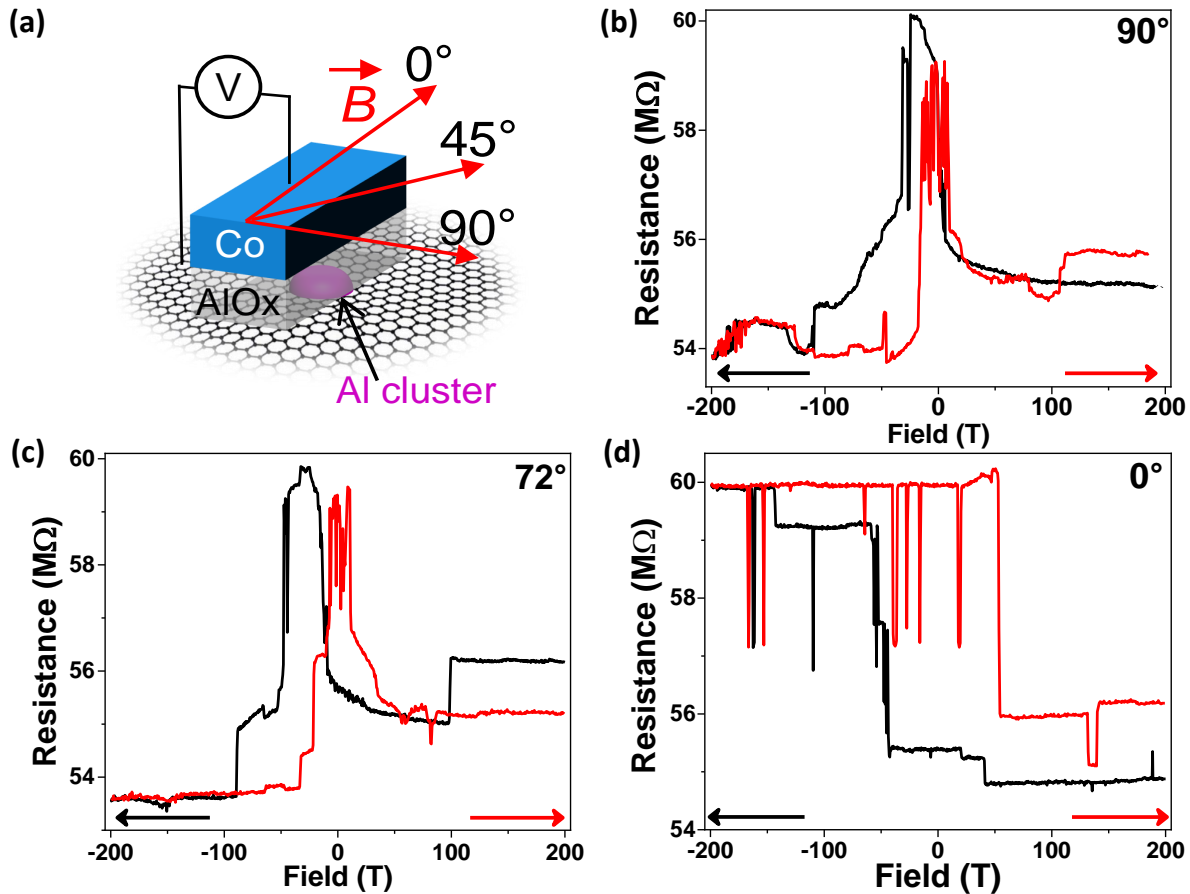 (a)
V
B
0°
45°
90°
Co
AlOx
Al cluster
(b)
90°
Resistance (MΩ)
60
58
56
54
-200
-100
0
100
200
Field (T)
(c)
72°
Resistance (MΩ)
60
58
56
54
-200
-100
0
100
200
Field (T)
(d)
0°
Resistance (MΩ)
60
58
56
54
-200
-100
0
100
200
Field (T)